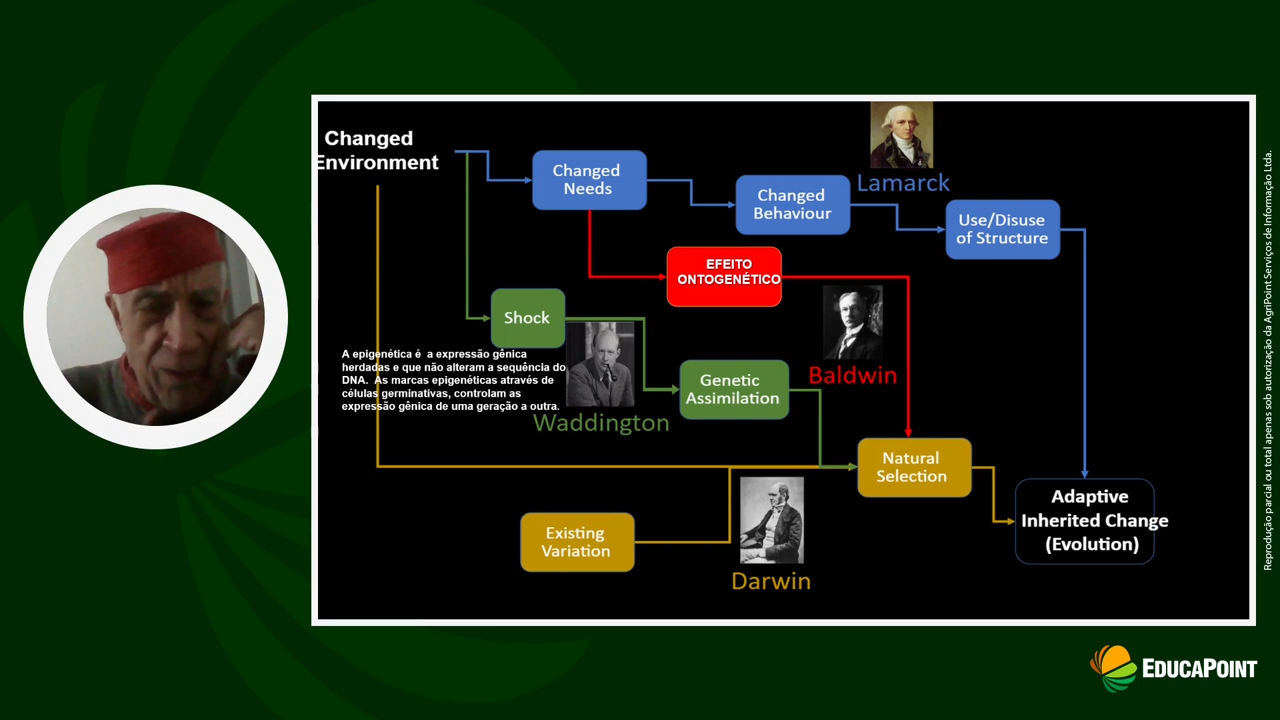 Changed
Environment
Changed
Needs
Changed
Behaviour
Lamarck
Use/Disuse
of Structure
EFEITO
ONTOGENÉTICO
Shock
Baldwin
A epigenética é a expressão gênica
herdadas e que não alteram a sequência do
DNA. As marcas epigenéticas através de
células germinativas, controlam as
expressão gênica de uma geração a outra.
Waddington
Genetic
Assimilation
Natural
Selection
Existing
Variation
Darwin
Adaptive
Inherited Change
(Evolution)
EDUCAPOINT
Reprodução parcial ou total apenas sob autorização da AgriPoint Serviços de Informação Ltda.